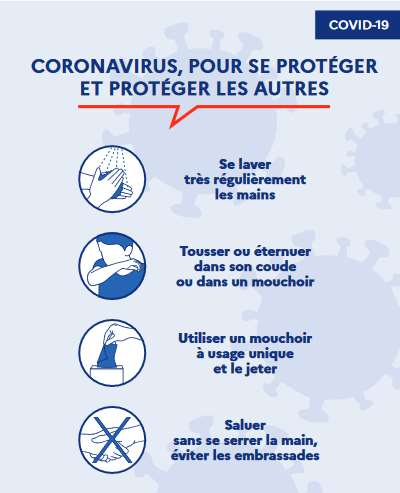 COVID-19
CORONAVIRUS, POUR SE PROTÉGER
ET PROTÉGER LES AUTRES
Se laver
très régulièrement
les mains
Tousser ou éternuer
dans son coude
ou dans un mouchoir
Utiliser un mouchoir
à usage unique
et le jeter
Saluer
sans se serrer la main,
éviter les embrassades